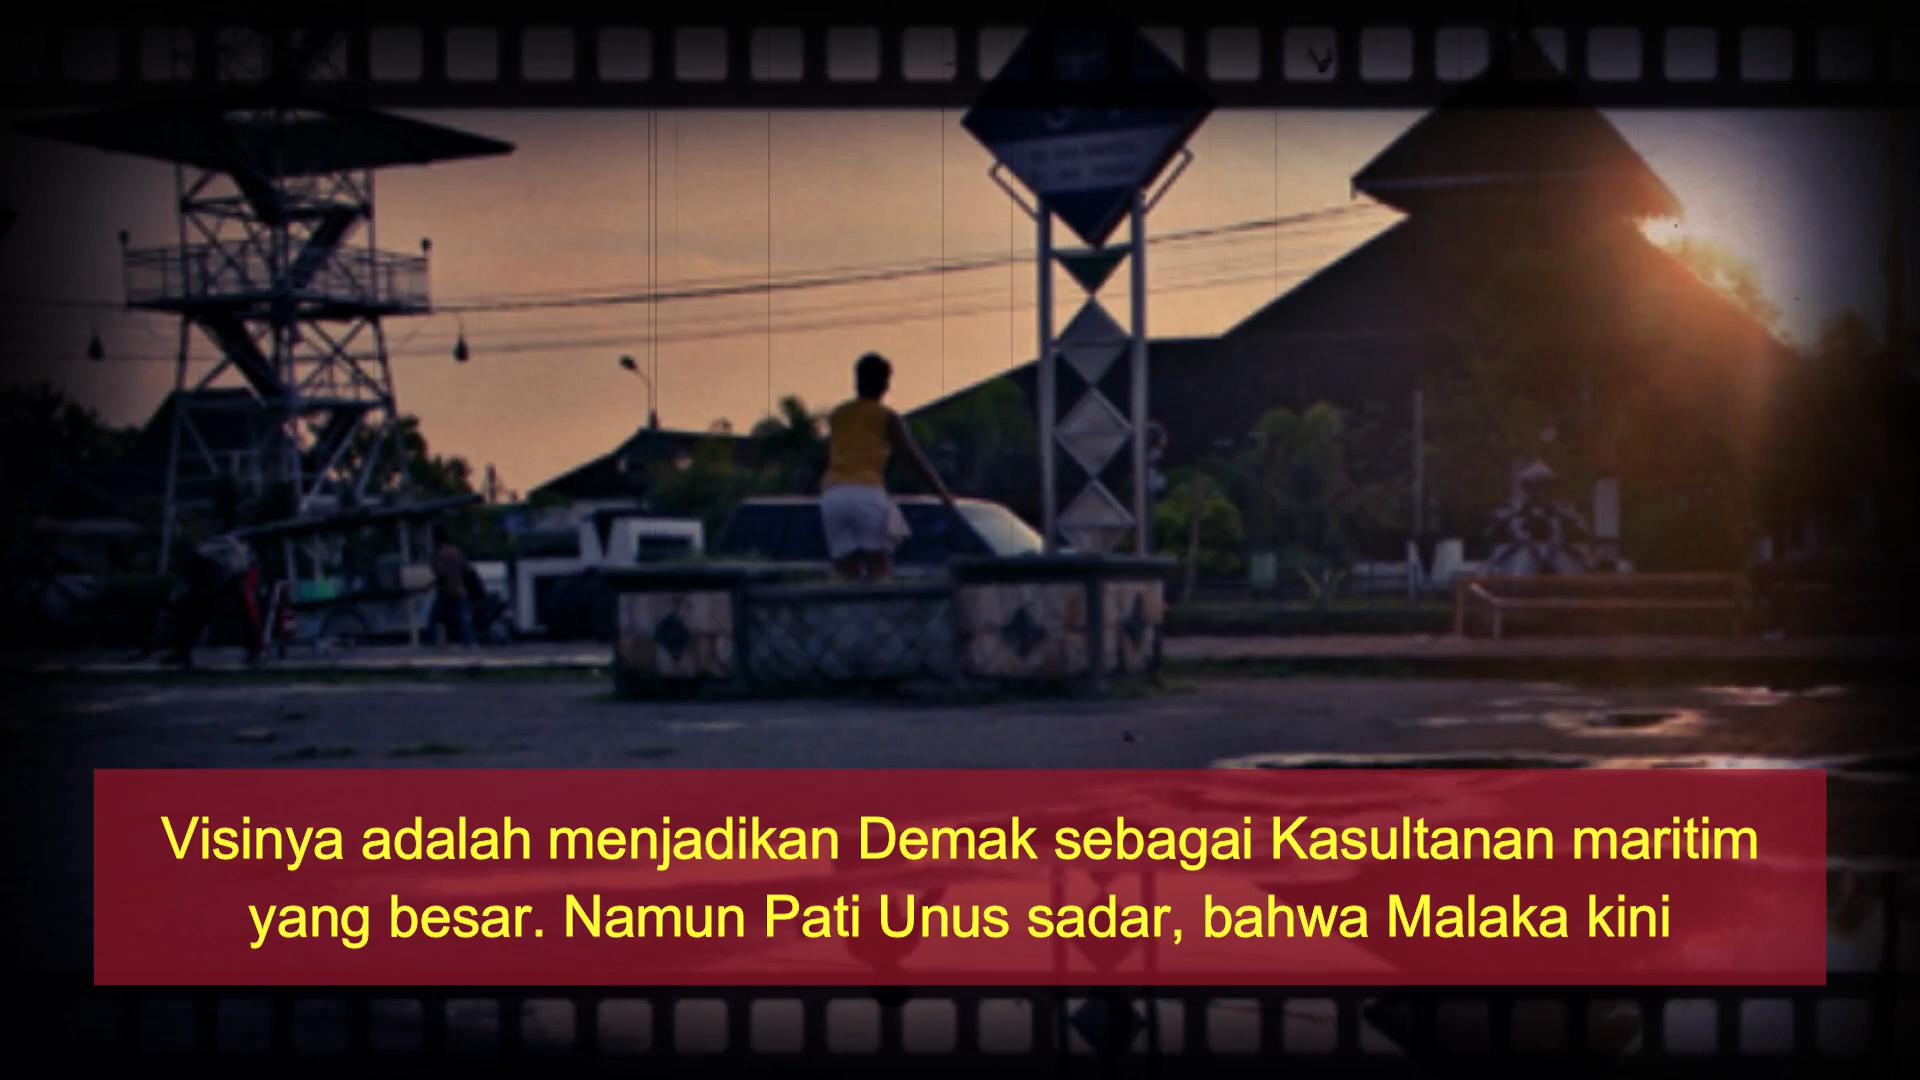 Visinya adalah menjadikan Demak sebagai Kasultanan maritim
yang besar. Namun Pati Unus sadar, bahwa Malaka kini